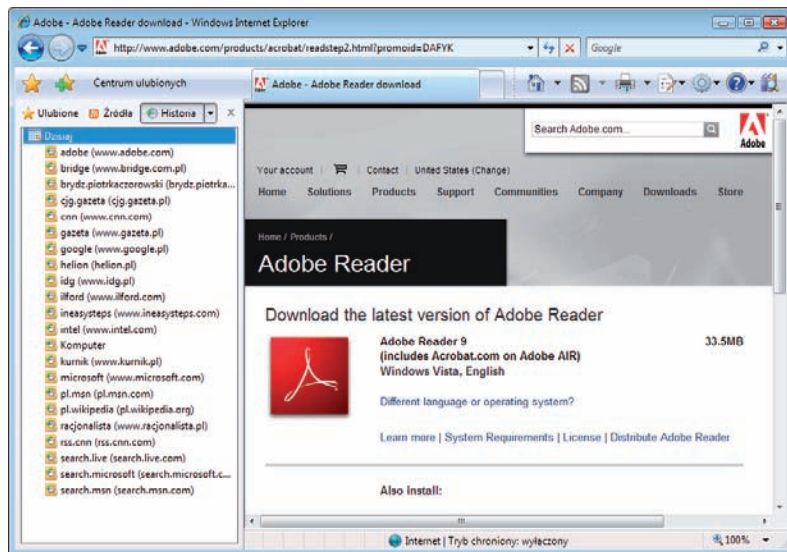 Adobe - Adobe Reader download - Windows Internet Explorer
http://www.adobe.com/products/acrobat/readstep2.html?promoid=DAFYK
Google
Centrum ulubionych
Adobe - Adobe Reader download
Ulubione Źródła Historia
Dzisiaj
adobe (www.adobe.com)
bridge (www.bridge.com.pl)
brydz.piotrkaczorowski (brydz.piotrka...
cjg.gazeta (cjg.gazeta.pl)
cnn (www.cnn.com)
gazeta (www.gazeta.pl)
google (www.google.pl)
helion (helion.pl)
idg (www.idg.pl)
ilford (www.ilford.com)
ineasysteps (www.ineasysteps.com)
intel (www.intel.com)
Komputer
kurnik (www.kurnik.pl)
microsoft (www.microsoft.com)
pl.msn (pl.msn.com)
pl.wikipedia (pl.wikipedia.org)
racjonalista (www.racjonalista.pl)
rss.cnn (rss.cnn.com)
search.live (search.live.com)
search.microsoft (search.microsoft.c...
search.msn (search.msn.com)
Search Adobe.com...
Adobe
Your account Contact United States (Change)
Home Solutions Products Support Communities Company Downloads Store
Home / Products /
Adobe Reader
Download the latest version of Adobe Reader
Adobe Reader 9 33.5MB
(includes Acrobat.com on Adobe AIR)
Windows Vista, English
Different language or operating system?
Learn more | System Requirements | License | Distribute Adobe Reader
Also install:
Internet | Tryb chroniony: wyłączony
100%